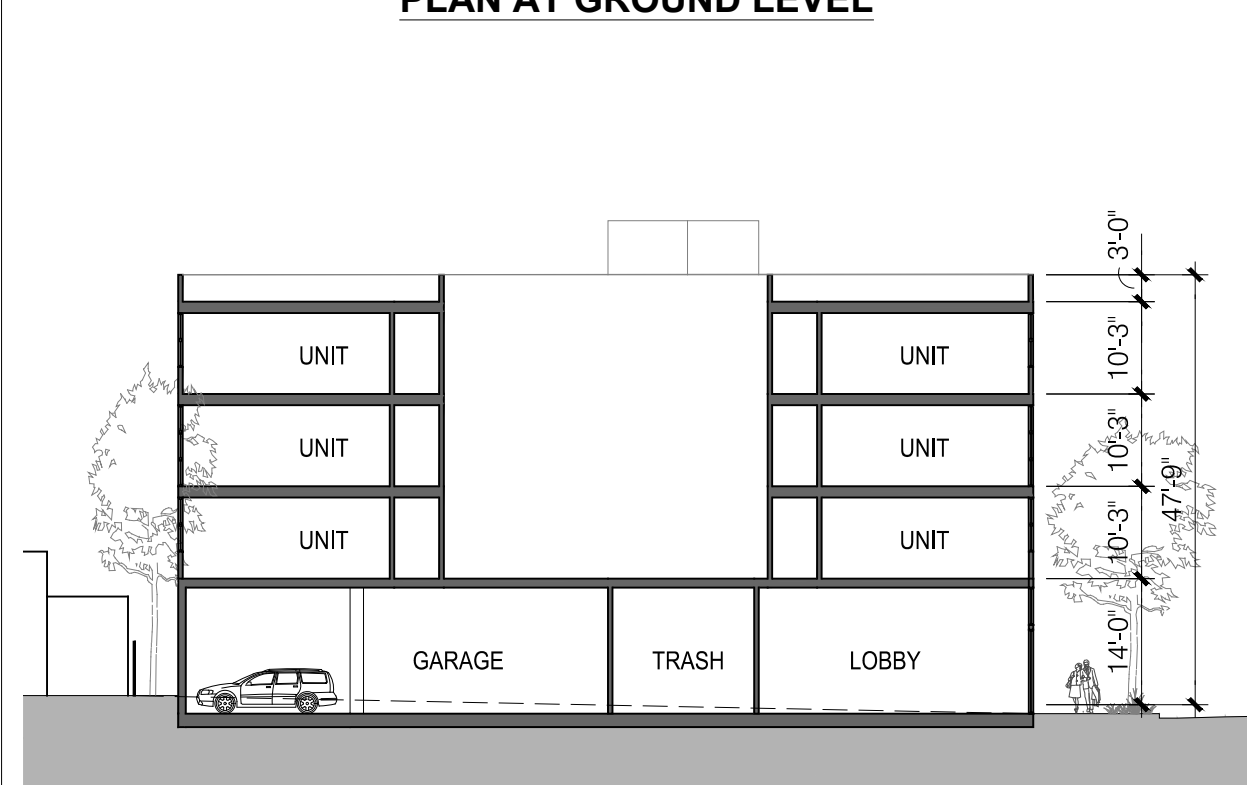 PLAN AT GROUND LEVEL
3'-0"
UNIT
UNIT
10'-3"
UNIT
UNIT
10'-3"
47'-9"
UNIT
UNIT
10'-3"
GARAGE
TRASH
LOBBY
14'-0"